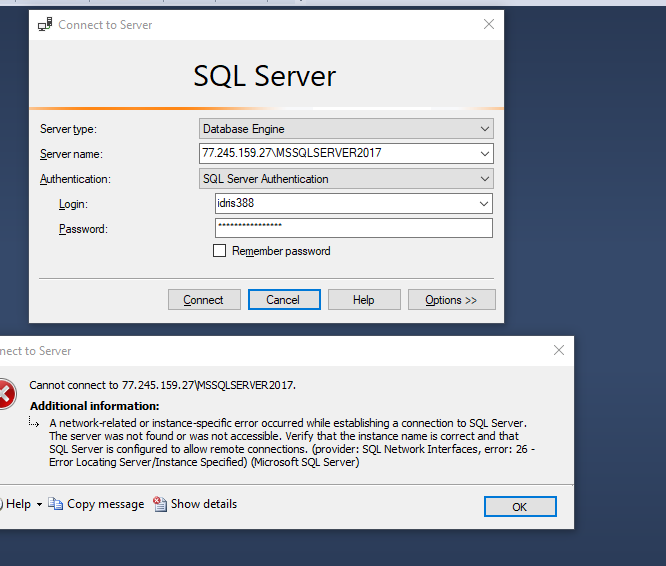 Connect to Server
SQL Server
Server type: Database Engine
Server name: 77.245.159.27\MSSQLSERVER2017
Authentication: SQL Server Authentication
Login: idris388
Password: ****************
Remember password
Connect Cancel Help Options >>
nect to Server
Cannot connect to 77.245.159.27\MSSQLSERVER2017.
Additional information:
A network-related or instance-specific error occurred while establishing a connection to SQL Server.
The server was not found or was not accessible. Verify that the instance name is correct and that
SQL Server is configured to allow remote connections. (provider: SQL Network Interfaces, error: 26 -
Error Locating Server/Instance Specified) (Microsoft SQL Server)
Help Copy message Show details OK